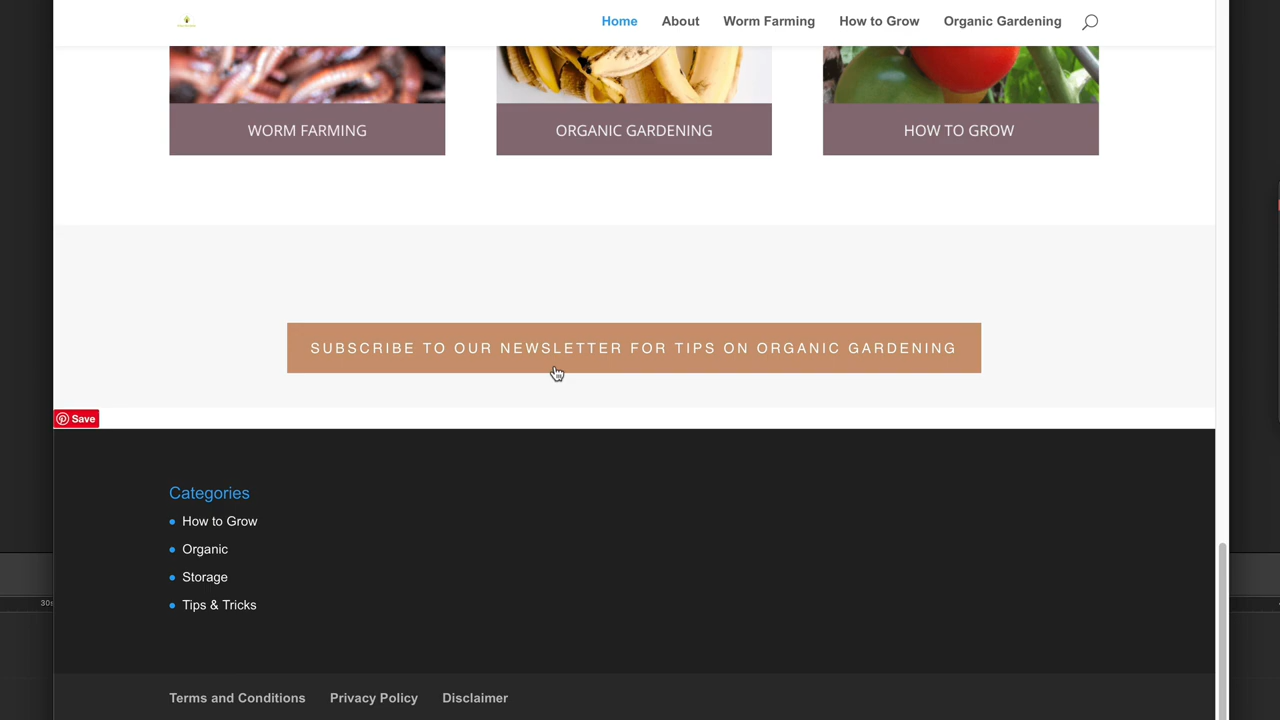 Home About Worm Farming How to Grow Organic Gardening
WORM FARMING ORGANIC GARDENING HOW TO GROW
SUBSCRIBE TO OUR NEWSLETTER FOR TIPS ON ORGANIC GARDENING
Save
Categories
How to Grow
Organic
Storage
Tips & Tricks
Terms and Conditions Privacy Policy Disclaimer